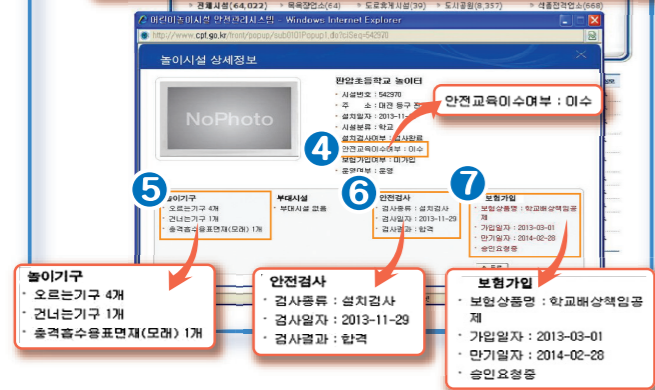 전체시설(64,022) 목욕장업소(64) 도로휴게시설(39) 도시공원(8,357) 식품접객업소(668)
어린이놀이시설 안전관리시스템 - Windows Internet Explorer
http://www.cpf.go.kr/front/popup/sub0101Popup1.do?clSeq=542970
놀이시설 상세정보
NoPhoto
판암초등학교 놀이터
· 시설번호 : 542970
· 주 소 : 대전 동구
· 설치일자 : 2013-11-
· 시설분류 : 학교
· 설치검사여부 : 검사완료
· 안전교육이수여부 : 이수
· 보험가입여부 : 미가입
· 운영여부 : 운영
4
안전교육이수여부 : 이수
5
놀이기구
· 오르는기구 4개
· 건너는기구 1개
· 충격흡수용표면재(모래) 1개
부대시설
· 부대시설 없음
6
안전검사
· 검사종류 : 설치검사
· 검사일자 : 2013-11-29
· 검사결과 : 합격
7
보험가입
· 보험상품명 : 학교배상책임공
제
· 가입일자 : 2013-03-01
· 만기일자 : 2014-02-28
· 승인요청중
놀이기구
· 오르는기구 4개
· 건너는기구 1개
· 충격흡수용표면재(모래) 1개
안전검사
· 검사종류 : 설치검사
· 검사일자 : 2013-11-29
· 검사결과 : 합격
보험가입
· 보험상품명 : 학교배상책임공
제
· 가입일자 : 2013-03-01
· 만기일자 : 2014-02-28
· 승인요청중